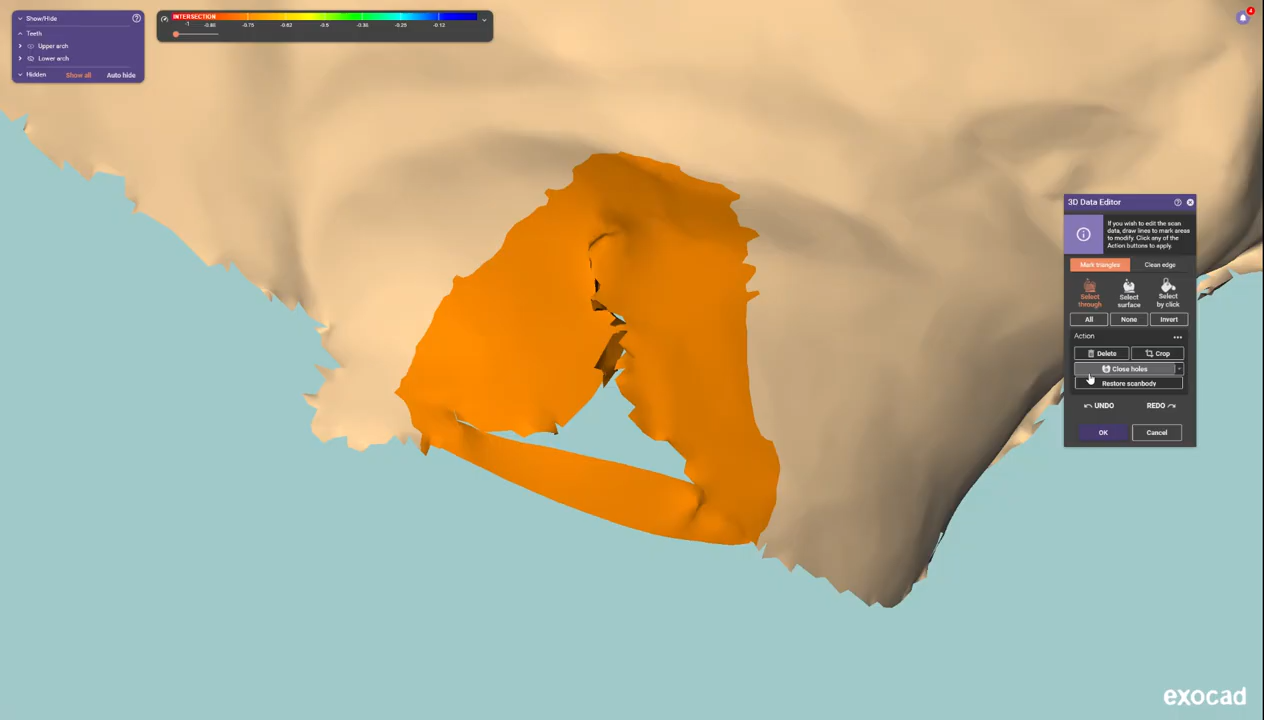 Show/Hide
Teeth
Upper arch
Lower arch
Hidden Show all Auto hide
INTERSECTION
-1 -0.88 -0.75 -0.63 -0.5 -0.38 -0.25 -0.13
4
3D Data Editor
If you wish to edit the scan
data, draw lines to mark areas
to modify. Click any of the
Action buttons to apply.
Mark triangles Clean edge
Select through
Select surface
Select by click
All None Invert
Action
Delete Crop
Close holes
Restore scanbody
UNDO REDO
OK Cancel
exocad